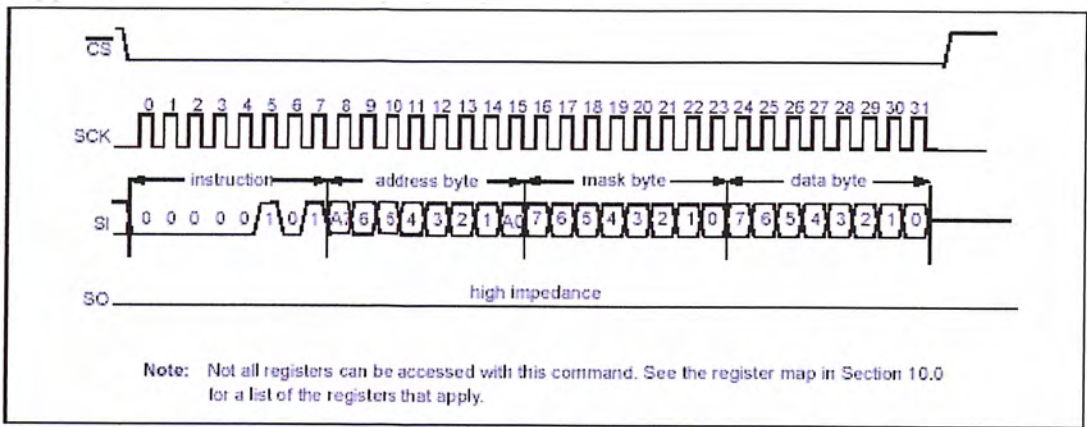 CS
0 1 2 3 4 5 6 7 8 9 10 11 12 13 14 15 16 17 18 19 20 21 22 23 24 25 26 27 28 29 30 31
SCK
instruction address byte mask byte data byte
SI 0 0 0 0 0 1 0 1 A7 6 5 4 3 2 1 A0 7 6 5 4 3 2 1 0 7 6 5 4 3 2 1 0
high impedance
SO
Note: Not all registers can be accessed with this command. See the register map in Section 10.0
for a list of the registers that apply.